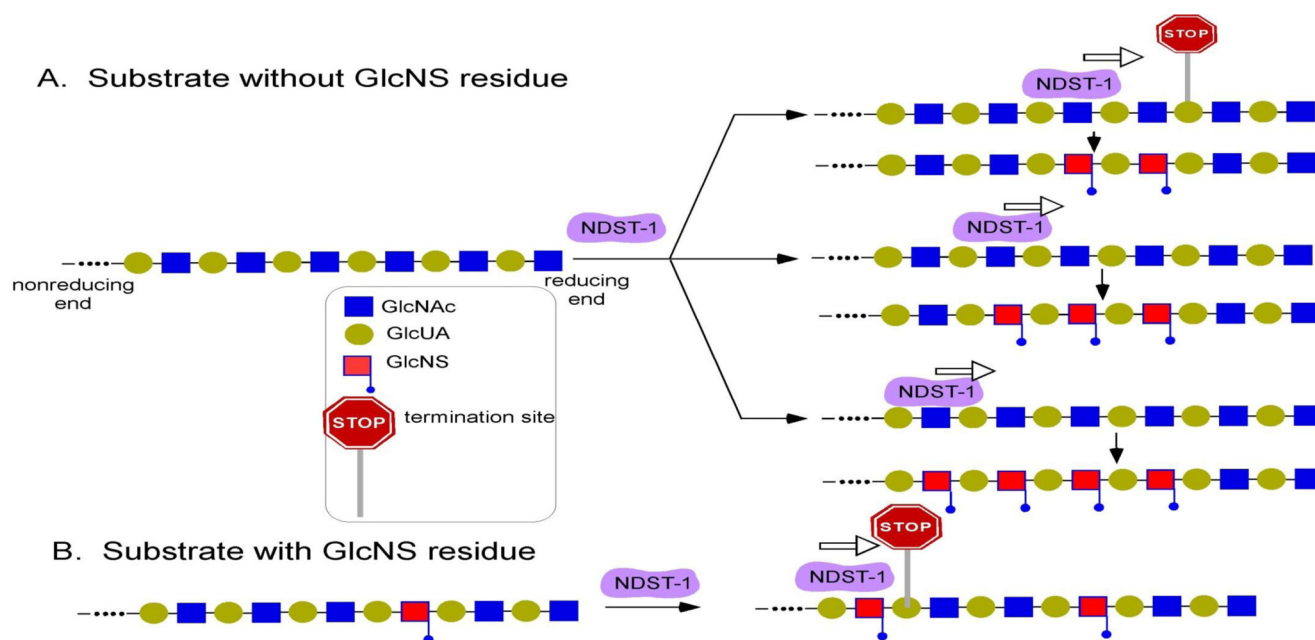 A. Substrate without GlcNS residue
STOP
NDST-1
NDST-1
nonreducing
end
reducing
end
NDST-1
GlcNAc
GlcUA
GlcNS
STOP
termination site
NDST-1
STOP
B. Substrate with GlcNS residue
NDST-1
NDST-1